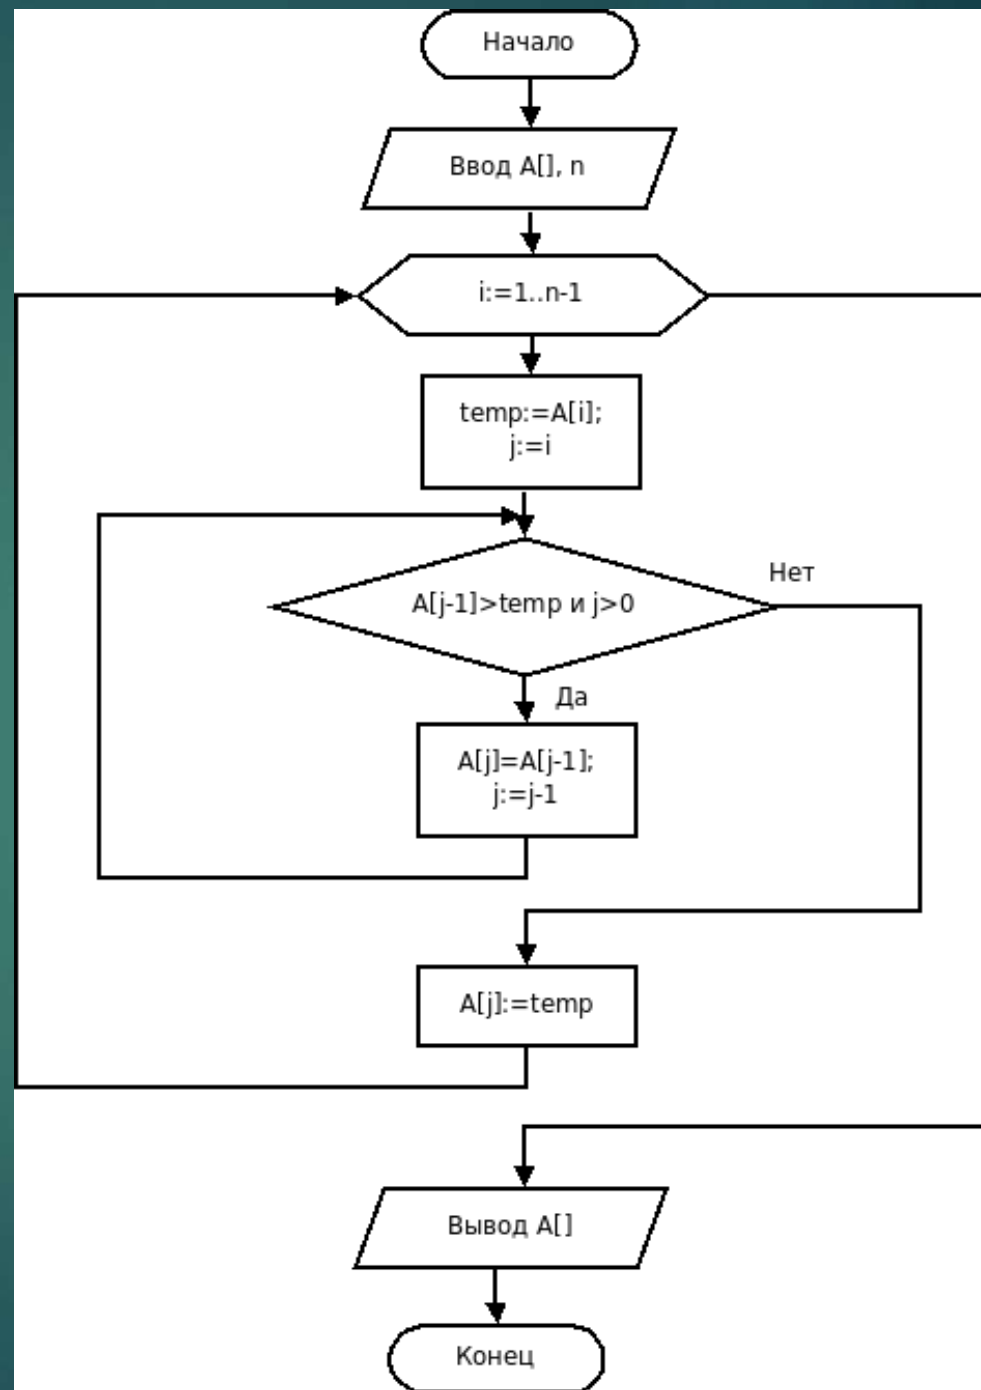 Начало
Ввод A[], n
i:=1..n-1
temp:=A[i];
j:=i
A[j-1]>temp и j>0
Нет
Да
A[j]=A[j-1];
j:=j-1
A[j]:=temp
Вывод A[]
Конец